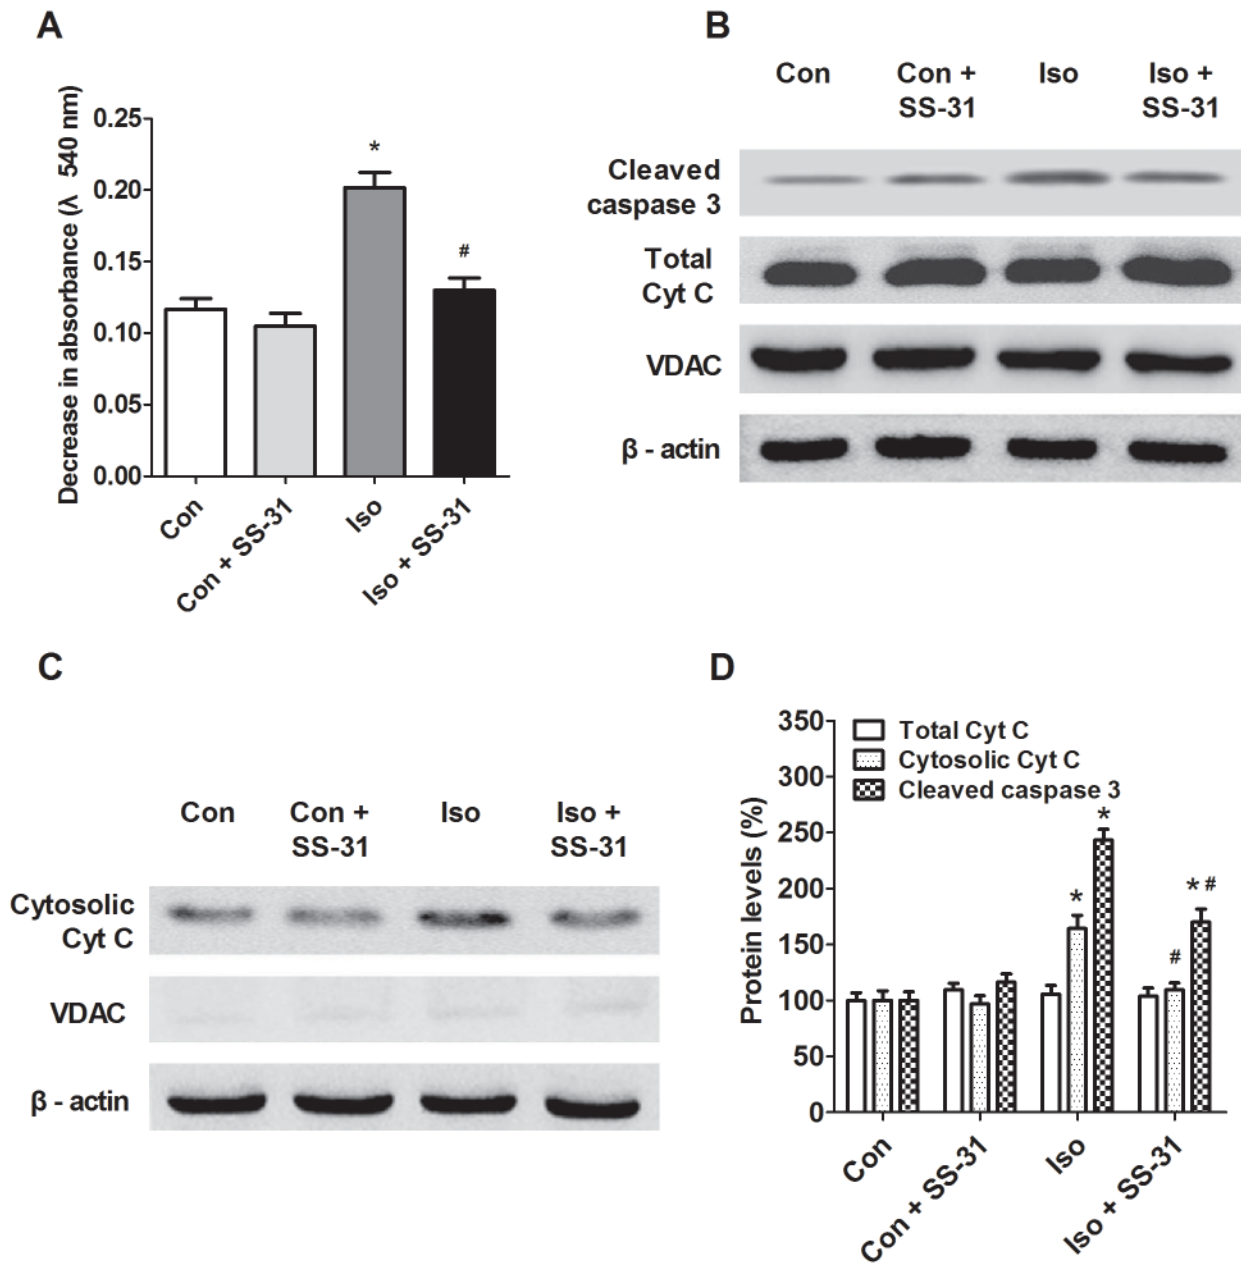 A
Decrease in absorbance (λ 540 nm)
0.25
0.20
0.15
0.10
0.05
0.00
*
#
Con
Con + SS-31
Iso
Iso + SS-31
B
Con
Con +
SS-31
Iso
Iso +
SS-31
Cleaved
caspase 3
Total
Cyt C
VDAC
β - actin
C
Con
Con +
SS-31
Iso
Iso +
SS-31
Cytosolic
Cyt C
VDAC
β - actin
D
Protein levels (%)
350
300
250
200
150
100
50
0
Total Cyt C
Cytosolic Cyt C
Cleaved caspase 3
*
*
#
* #
Con
Con + SS-31
Iso
Iso + SS-31